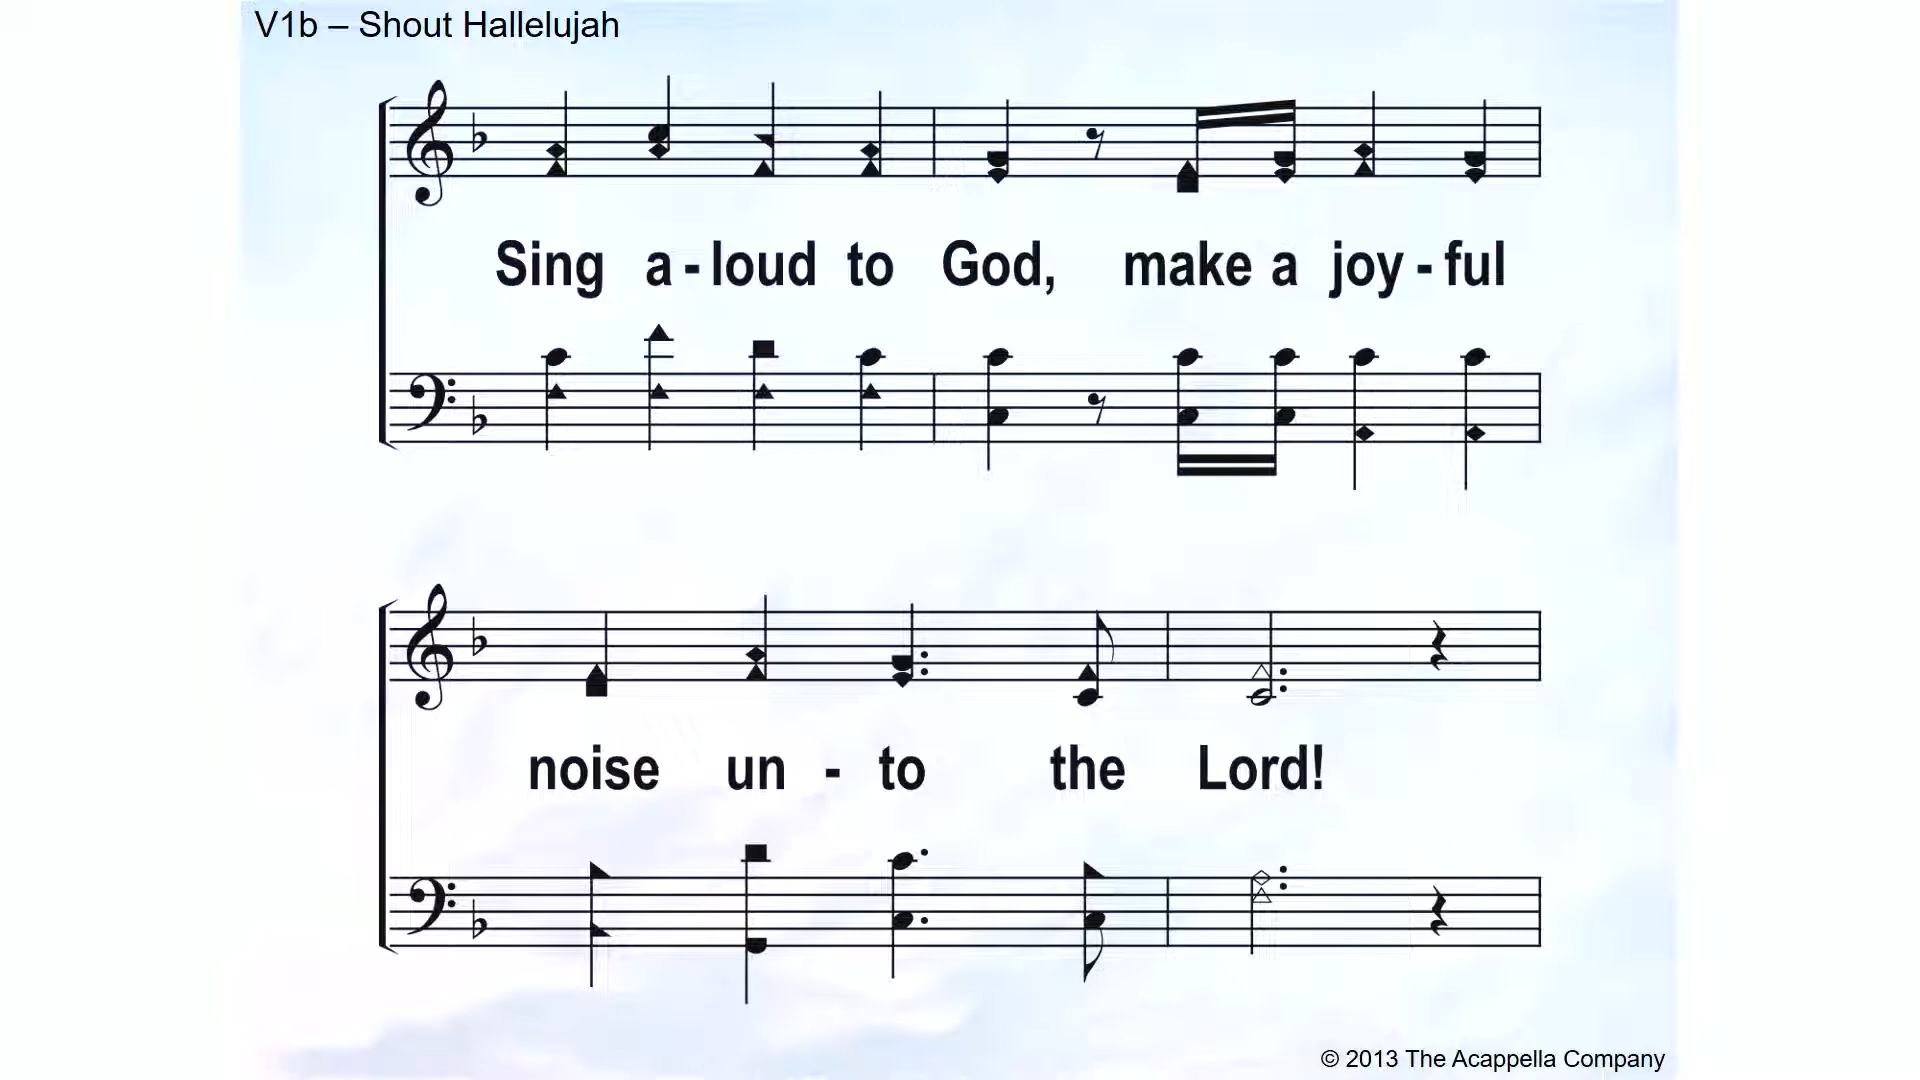 V1b – Shout Hallelujah
Sing a - loud to God, make a joy - ful
noise un - to the Lord!
© 2013 The Acappella Company